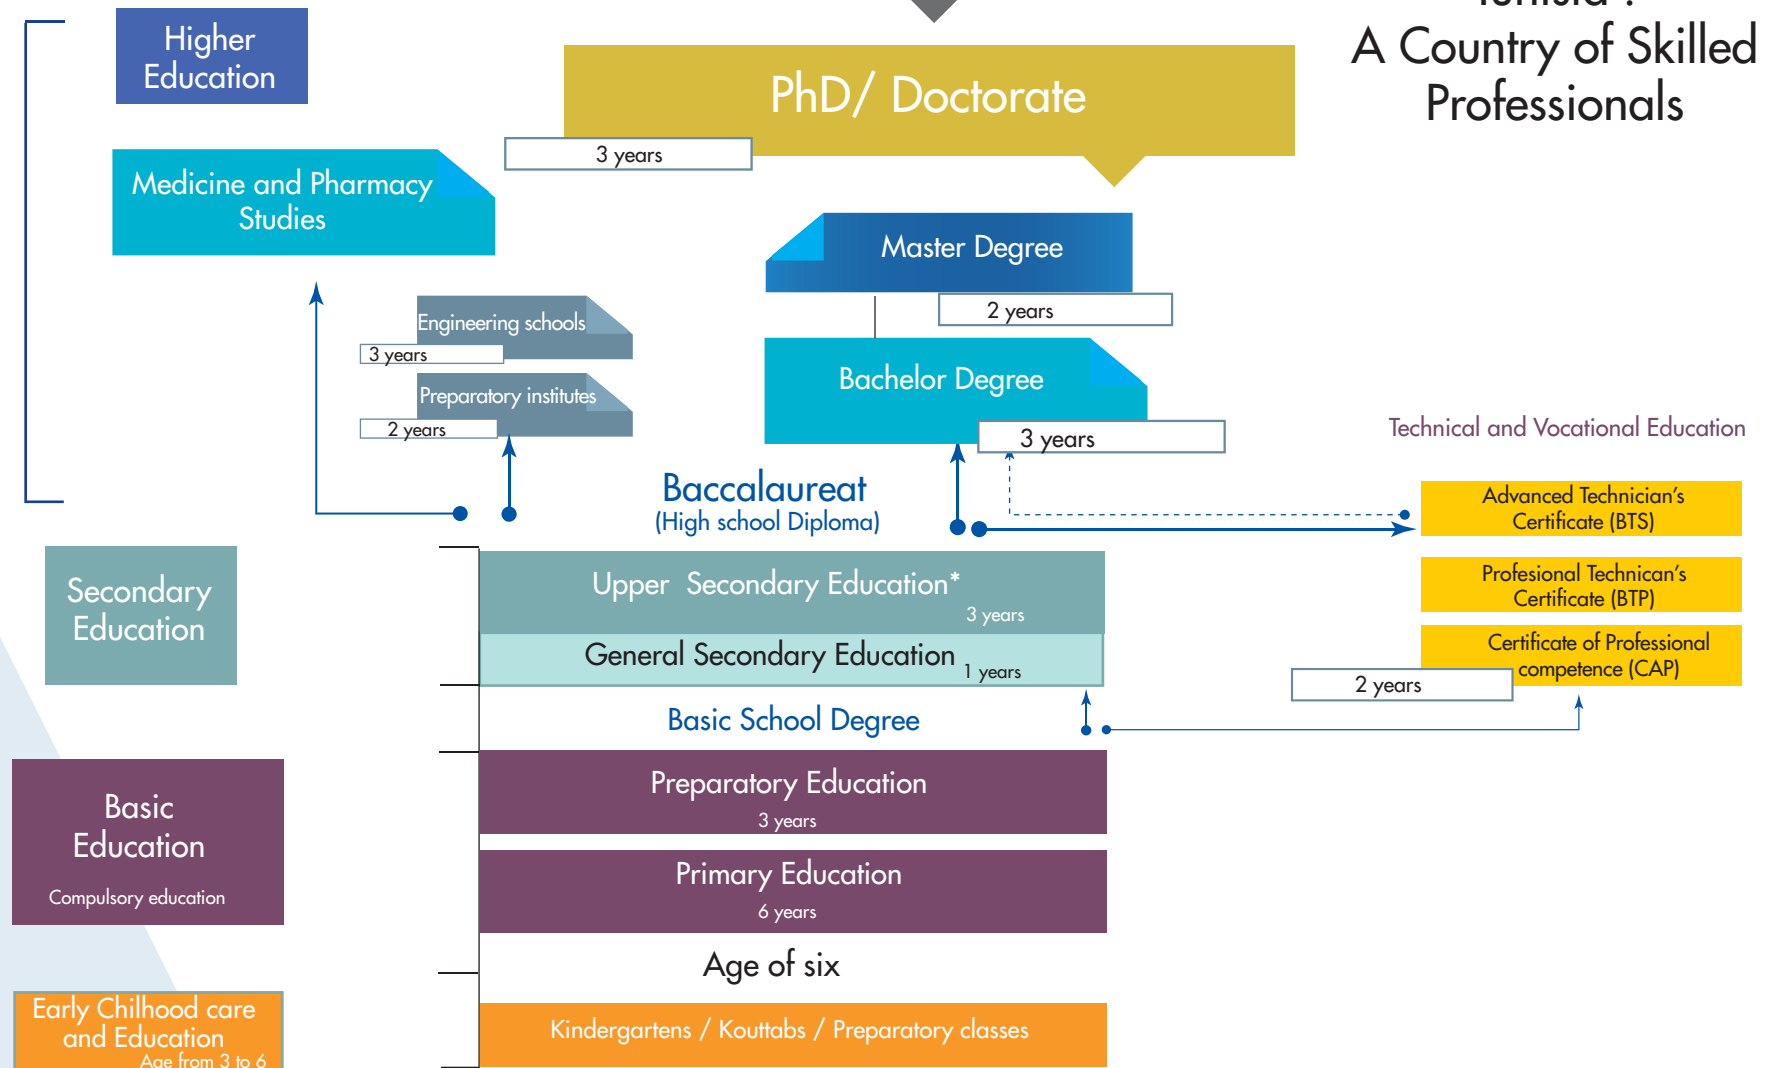 Tunisia :
A Country of Skilled
Professionals
Higher
Education
PhD/ Doctorate
3 years
Medicine and Pharmacy
Studies
Master Degree
2 years
Engineering schools
3 years
Preparatory institutes
2 years
Bachelor Degree
3 years
Technical and Vocational Education
Baccalaureat
(High school Diploma)
Advanced Technician's
Certificate (BTS)
Profesional Technican's
Certificate (BTP)
Certificate of Professional
competence (CAP)
2 years
Secondary
Education
Upper Secondary Education*
3 years
General Secondary Education
1 years
Basic School Degree
Basic
Education
Compulsory education
Preparatory Education
3 years
Primary Education
6 years
Age of six
Early Chilhood care
and Education
Age from 3 to 6
Kindergartens / Kouttabs / Preparatory classes